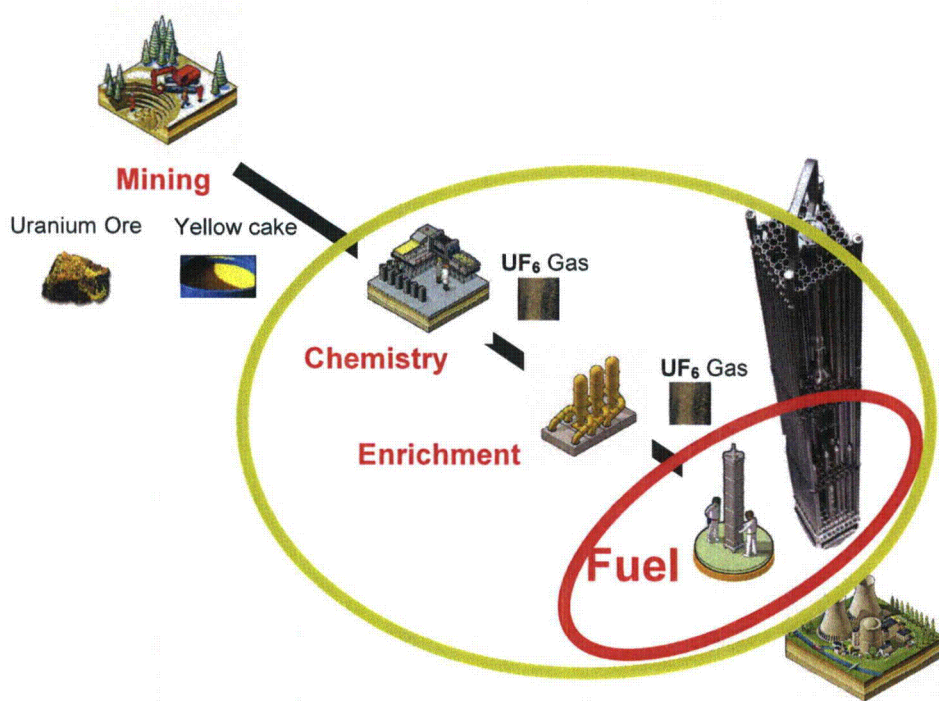 Mining
Uranium Ore
Yellow cake
UF₆ Gas
Chemistry
UF₆ Gas
Enrichment
Fuel